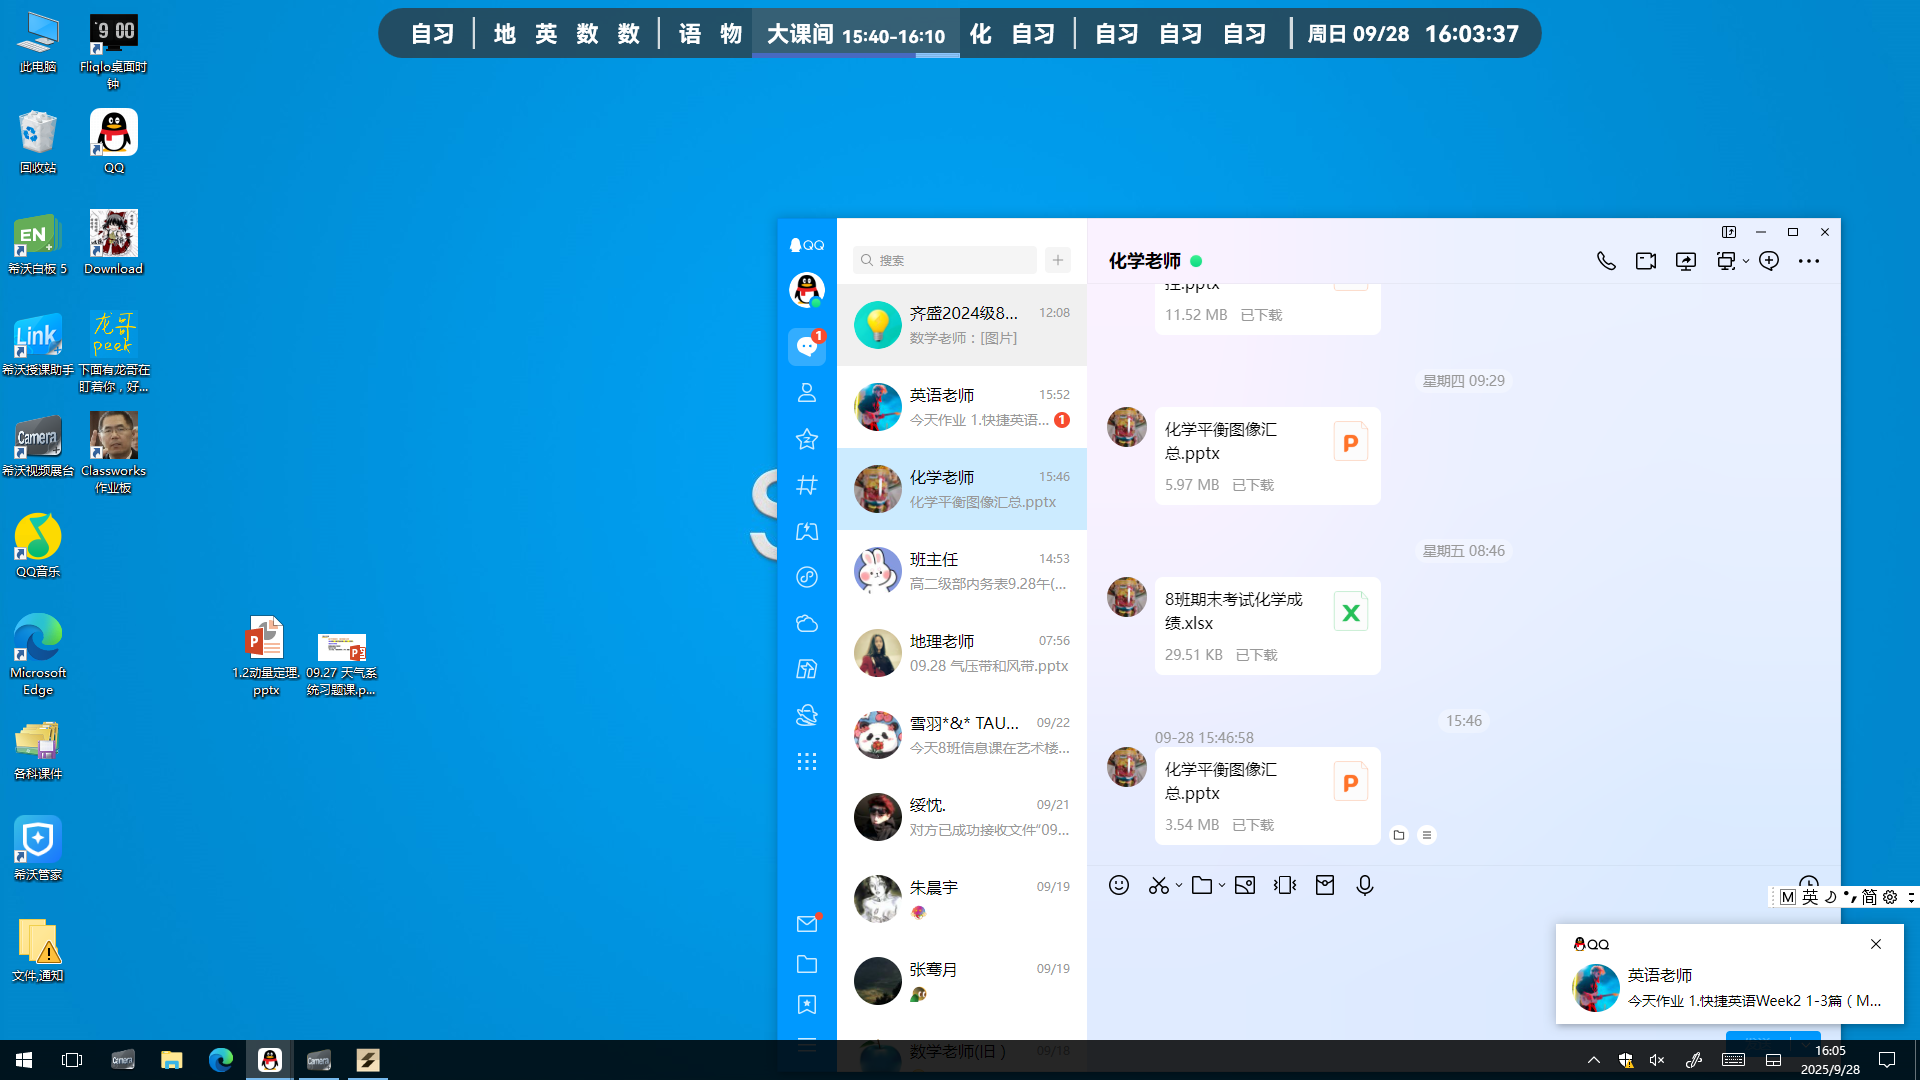 自习 地 英 数 数 语 物 大课间 15:40-16:10 化 自习 自习 自习 自习 周日 09/28 16:03:37
此电脑
9 00
Fliqlo桌面时
钟
回收站
QQ
EN
希沃白板 5
Download
Link
希沃授课助手
龙哥
peek
下面有龙哥在
盯着你，好...
Camera
希沃视频展台
Classworks
作业板
QQ音乐
Microsoft
Edge
各科课件
希沃管家
文件,通知
1.2动量定理.
pptx
09.27 天气系
统习题课.p...
S
QQ
1
搜索
齐盛2024级8... 12:08
数学老师：[图片]
英语老师 15:52
今天作业 1.快捷英语... 1
化学老师 15:46
化学平衡图像汇总.pptx
班主任 14:53
高二级部内务表9.28午(...
地理老师 07:56
09.28 气压带和风带.pptx
雪羽*&* TAU... 09/22
今天8班信息课在艺术楼...
绥忱. 09/21
对方已成功接收文件“09...
朱晨宇 09/19
张骞月 09/19
数学老师(旧 ) 09/18
化学老师
控.pptx
11.52 MB 已下载
星期四 09:29
化学平衡图像汇
总.pptx
P
5.97 MB 已下载
星期五 08:46
8班期末考试化学成
绩.xlsx
X
29.51 KB 已下载
15:46
09-28 15:46:58
化学平衡图像汇
总.pptx
P
3.54 MB 已下载
M 英 简
QQ
英语老师
今天作业 1.快捷英语Week2 1-3篇（M...
Camera
Camera
16:05
2025/9/28